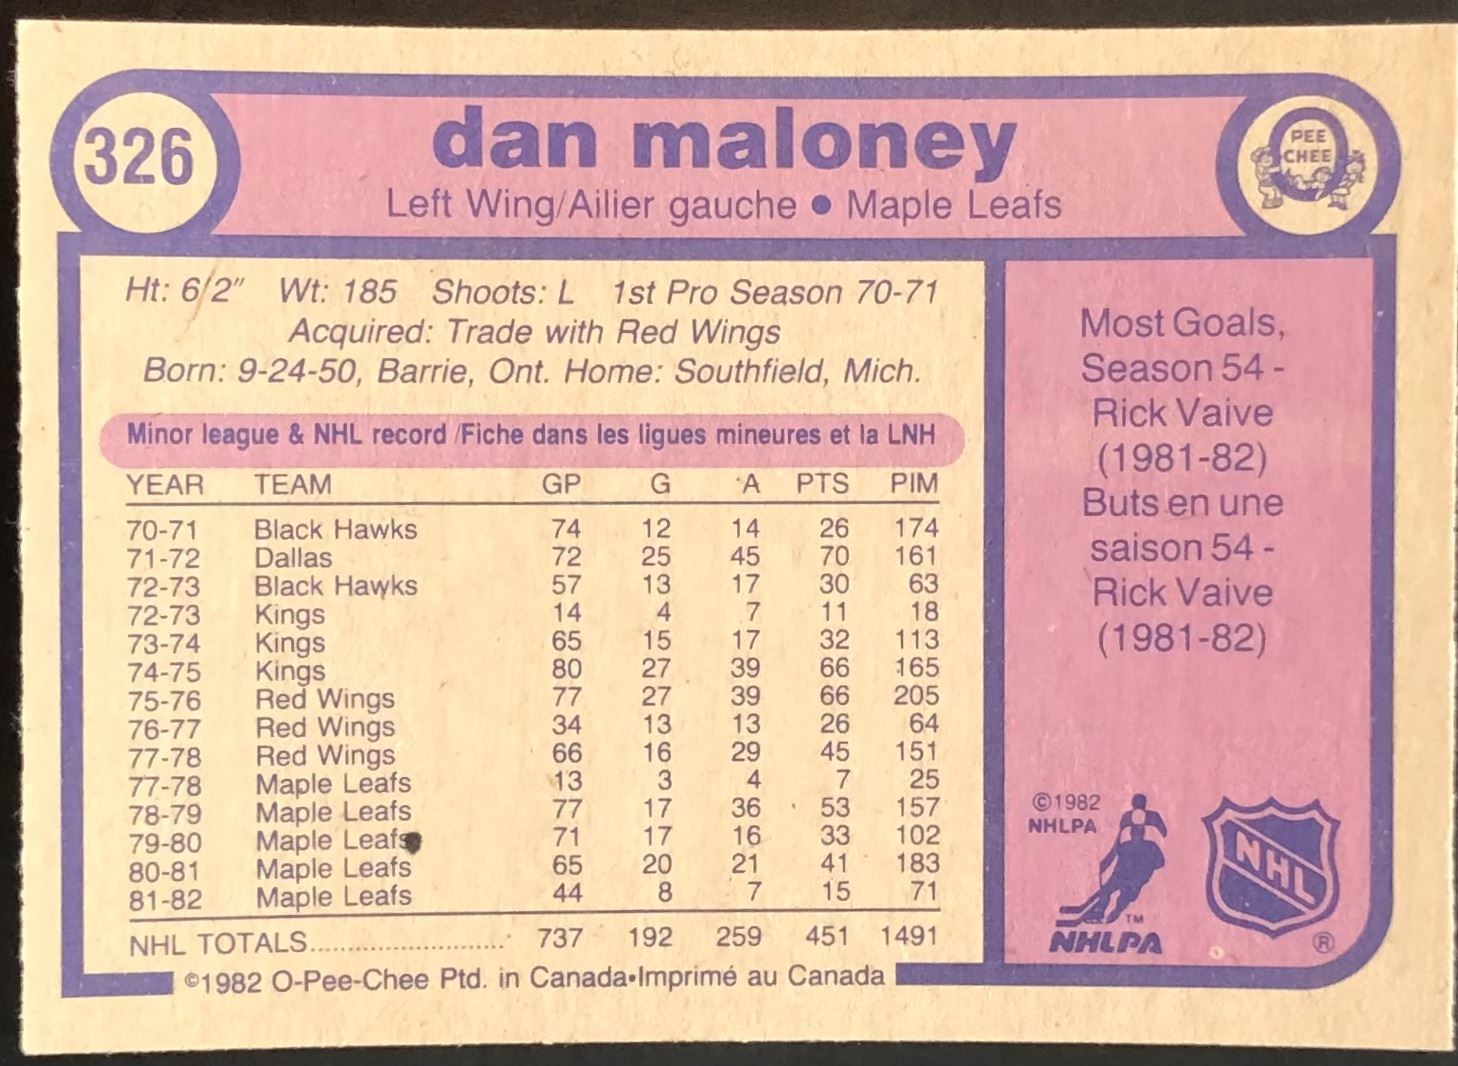 326
dan maloney
Left Wing/Ailier gauche • Maple Leafs
O
PEE
CHEE
Ht: 6/2" Wt: 185 Shoots: L 1st Pro Season 70-71
Acquired: Trade with Red Wings
Born: 9-24-50, Barrie, Ont. Home: Southfield, Mich.
Minor league & NHL record /Fiche dans les ligues mineures et la LNH
YEAR TEAM GP G A PTS PIM
70-71 Black Hawks 74 12 14 26 174
71-72 Dallas 72 25 45 70 161
72-73 Black Hawks 57 13 17 30 63
72-73 Kings 14 4 7 11 18
73-74 Kings 65 15 17 32 113
74-75 Kings 80 27 39 66 165
75-76 Red Wings 77 27 39 66 205
76-77 Red Wings 34 13 13 26 64
77-78 Red Wings 66 16 29 45 151
77-78 Maple Leafs 13 3 4 7 25
78-79 Maple Leafs 77 17 36 53 157
79-80 Maple Leafs 71 17 16 33 102
80-81 Maple Leafs 65 20 21 41 183
81-82 Maple Leafs 44 8 7 15 71
NHL TOTALS........................... 737 192 259 451 1491
©1982 O-Pee-Chee Ptd. in Canada•Imprimé au Canada
Most Goals,
Season 54 -
Rick Vaive
(1981-82)
Buts en une
saison 54 -
Rick Vaive
(1981-82)
©1982
NHLPA
TM
NHLPA
NHL
®